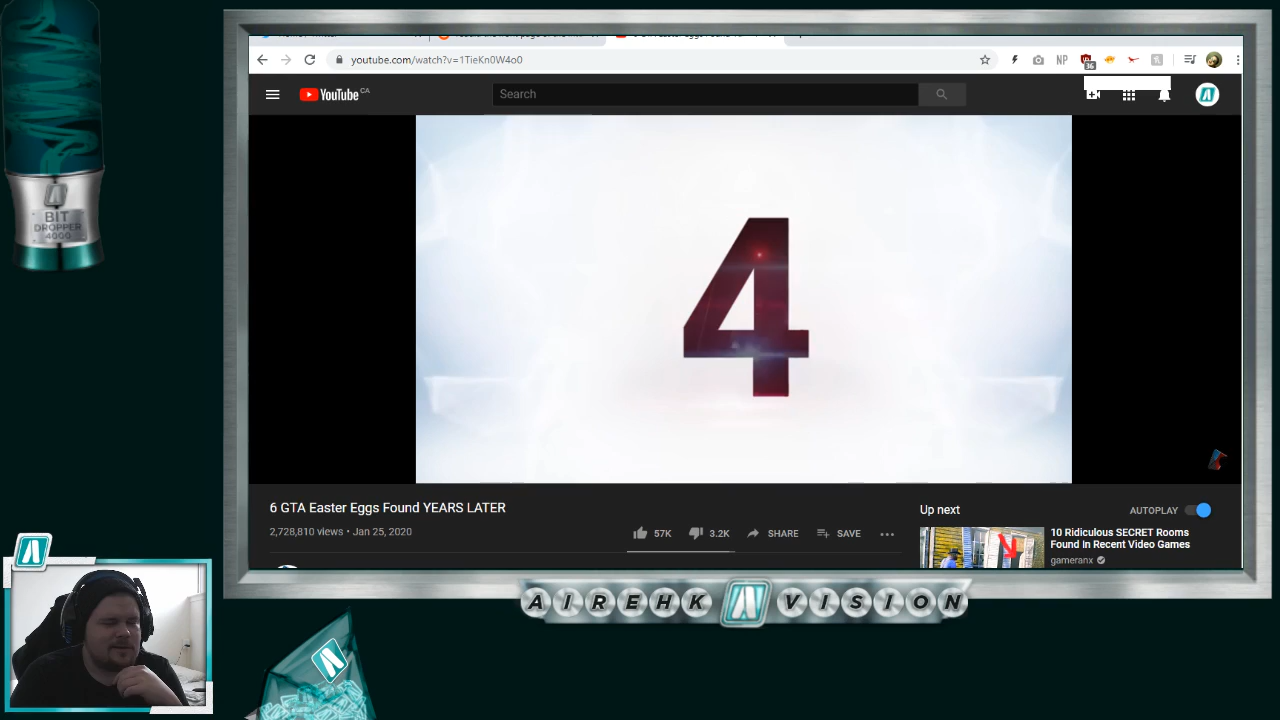 BIT
DROPPER
4000
youtube.com/watch?v=1TieKn0W4o0
NP
36
YouTube CA
Search
4
6 GTA Easter Eggs Found YEARS LATER
2,728,810 views • Jan 25, 2020
57K
3.2K
SHARE
SAVE
Up next
AUTOPLAY
10 Ridiculous SECRET Rooms
Found In Recent Video Games
gameranx
AIREHK VISION